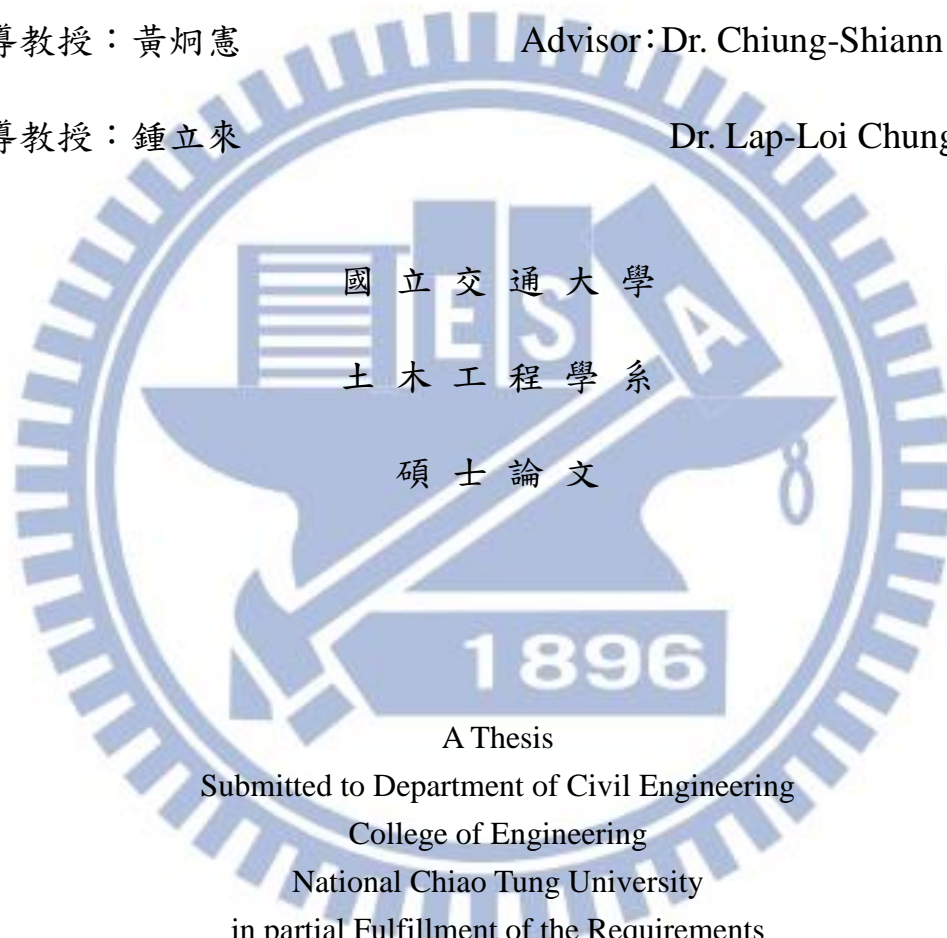 導教授：黃炯憲 Advisor：Dr. Chiung-Shiann
導教授：鍾立來 Dr. Lap-Loi Chung
國立交通大學
土木工程學系
碩士論文
ESA
1896
A Thesis
Submitted to Department of Civil Engineering
College of Engineering
National Chiao Tung University
in partial Fulfillment of the Requirements